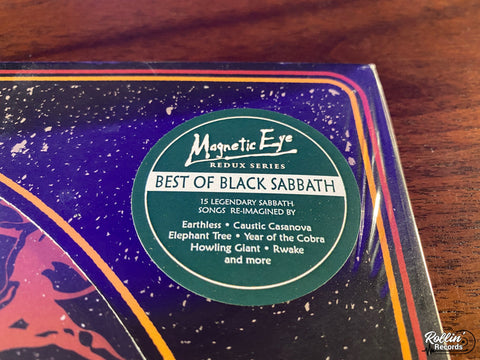 Magnetic Eye
REDUX SERIES
BEST OF BLACK SABBATH
15 LEGENDARY SABBATH
SONGS RE-IMAGINED BY
Earthless • Caustic Casanova
Elephant Tree • Year of the Cobra
Howling Giant • Rwake
and more
Rollin'
Records